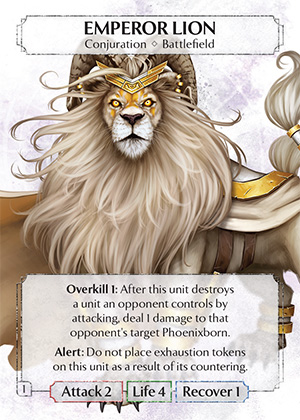 EMPEROR LION
Conjuration ◇ Battlefield
Overkill 1: After this unit destroys
a unit an opponent controls by
attacking, deal 1 damage to that
opponent's target Phoenixborn.
Alert: Do not place exhaustion tokens
on this unit as a result of its countering.
1
Attack 2
Life 4
Recover 1